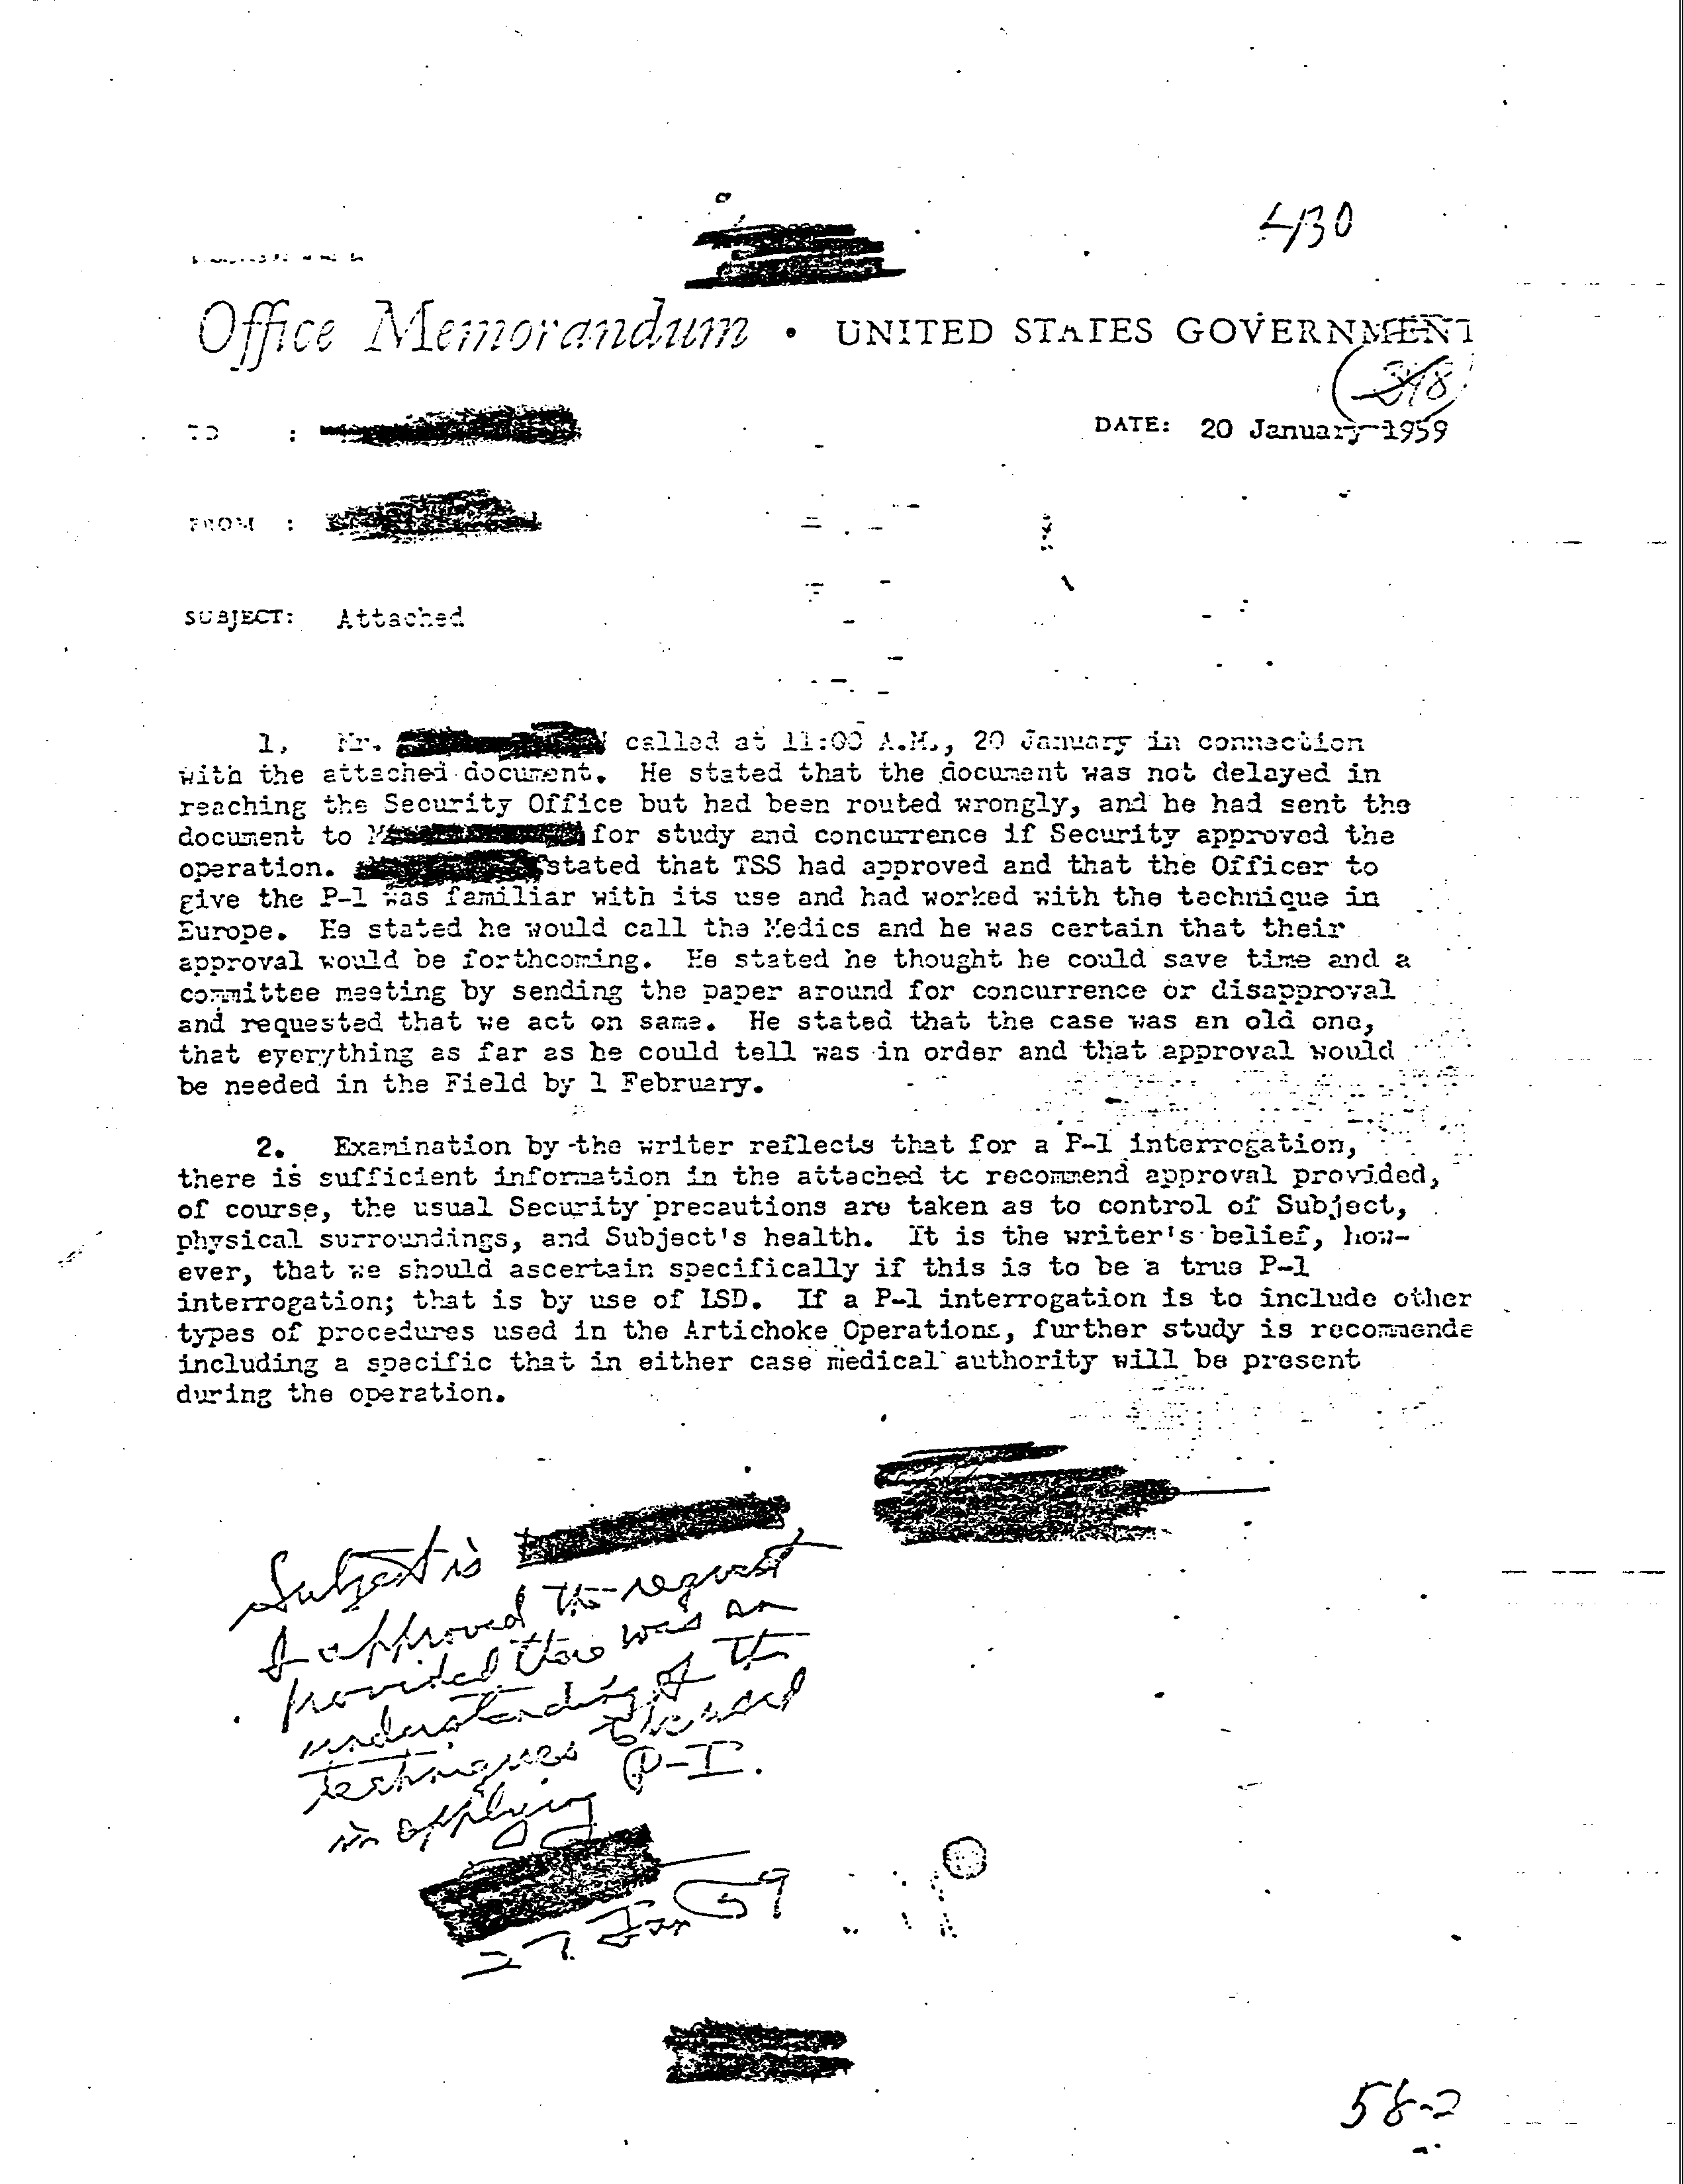 430
Office Memorandum • UNITED STATES GOVERNMENT
TO :
DATE: 20 January 1959
FROM :
SUBJECT: Attached
1. Mr. called at 11:00 A.M., 20 January in connection
with the attached document. He stated that the document was not delayed in
reaching the Security Office but had been routed wrongly, and he had sent the
document to for study and concurrence if Security approved the
operation. stated that TSS had approved and that the Officer to
give the P-1 was familiar with its use and had worked with the technique in
Europe. He stated he would call the Medics and he was certain that their
approval would be forthcoming. He stated he thought he could save time and a
committee meeting by sending the paper around for concurrence or disapproval
and requested that we act on same. He stated that the case was an old one,
that everything as far as he could tell was in order and that approval would
be needed in the Field by 1 February.
2. Examination by the writer reflects that for a P-1 interrogation,
there is sufficient information in the attached to recommend approval provided,
of course, the usual Security precautions are taken as to control of Subject,
physical surroundings, and Subject's health. It is the writer's belief, how-
ever, that we should ascertain specifically if this is to be a true P-1
interrogation; that is by use of LSD. If a P-1 interrogation is to include other
types of procedures used in the Artichoke Operations, further study is recommende
including a specific that in either case medical authority will be present
during the operation.
Subject is
I approved the request
provided there was an
understanding of the
techniques to be used
in applying P-I.
27 Jan 59
58-2